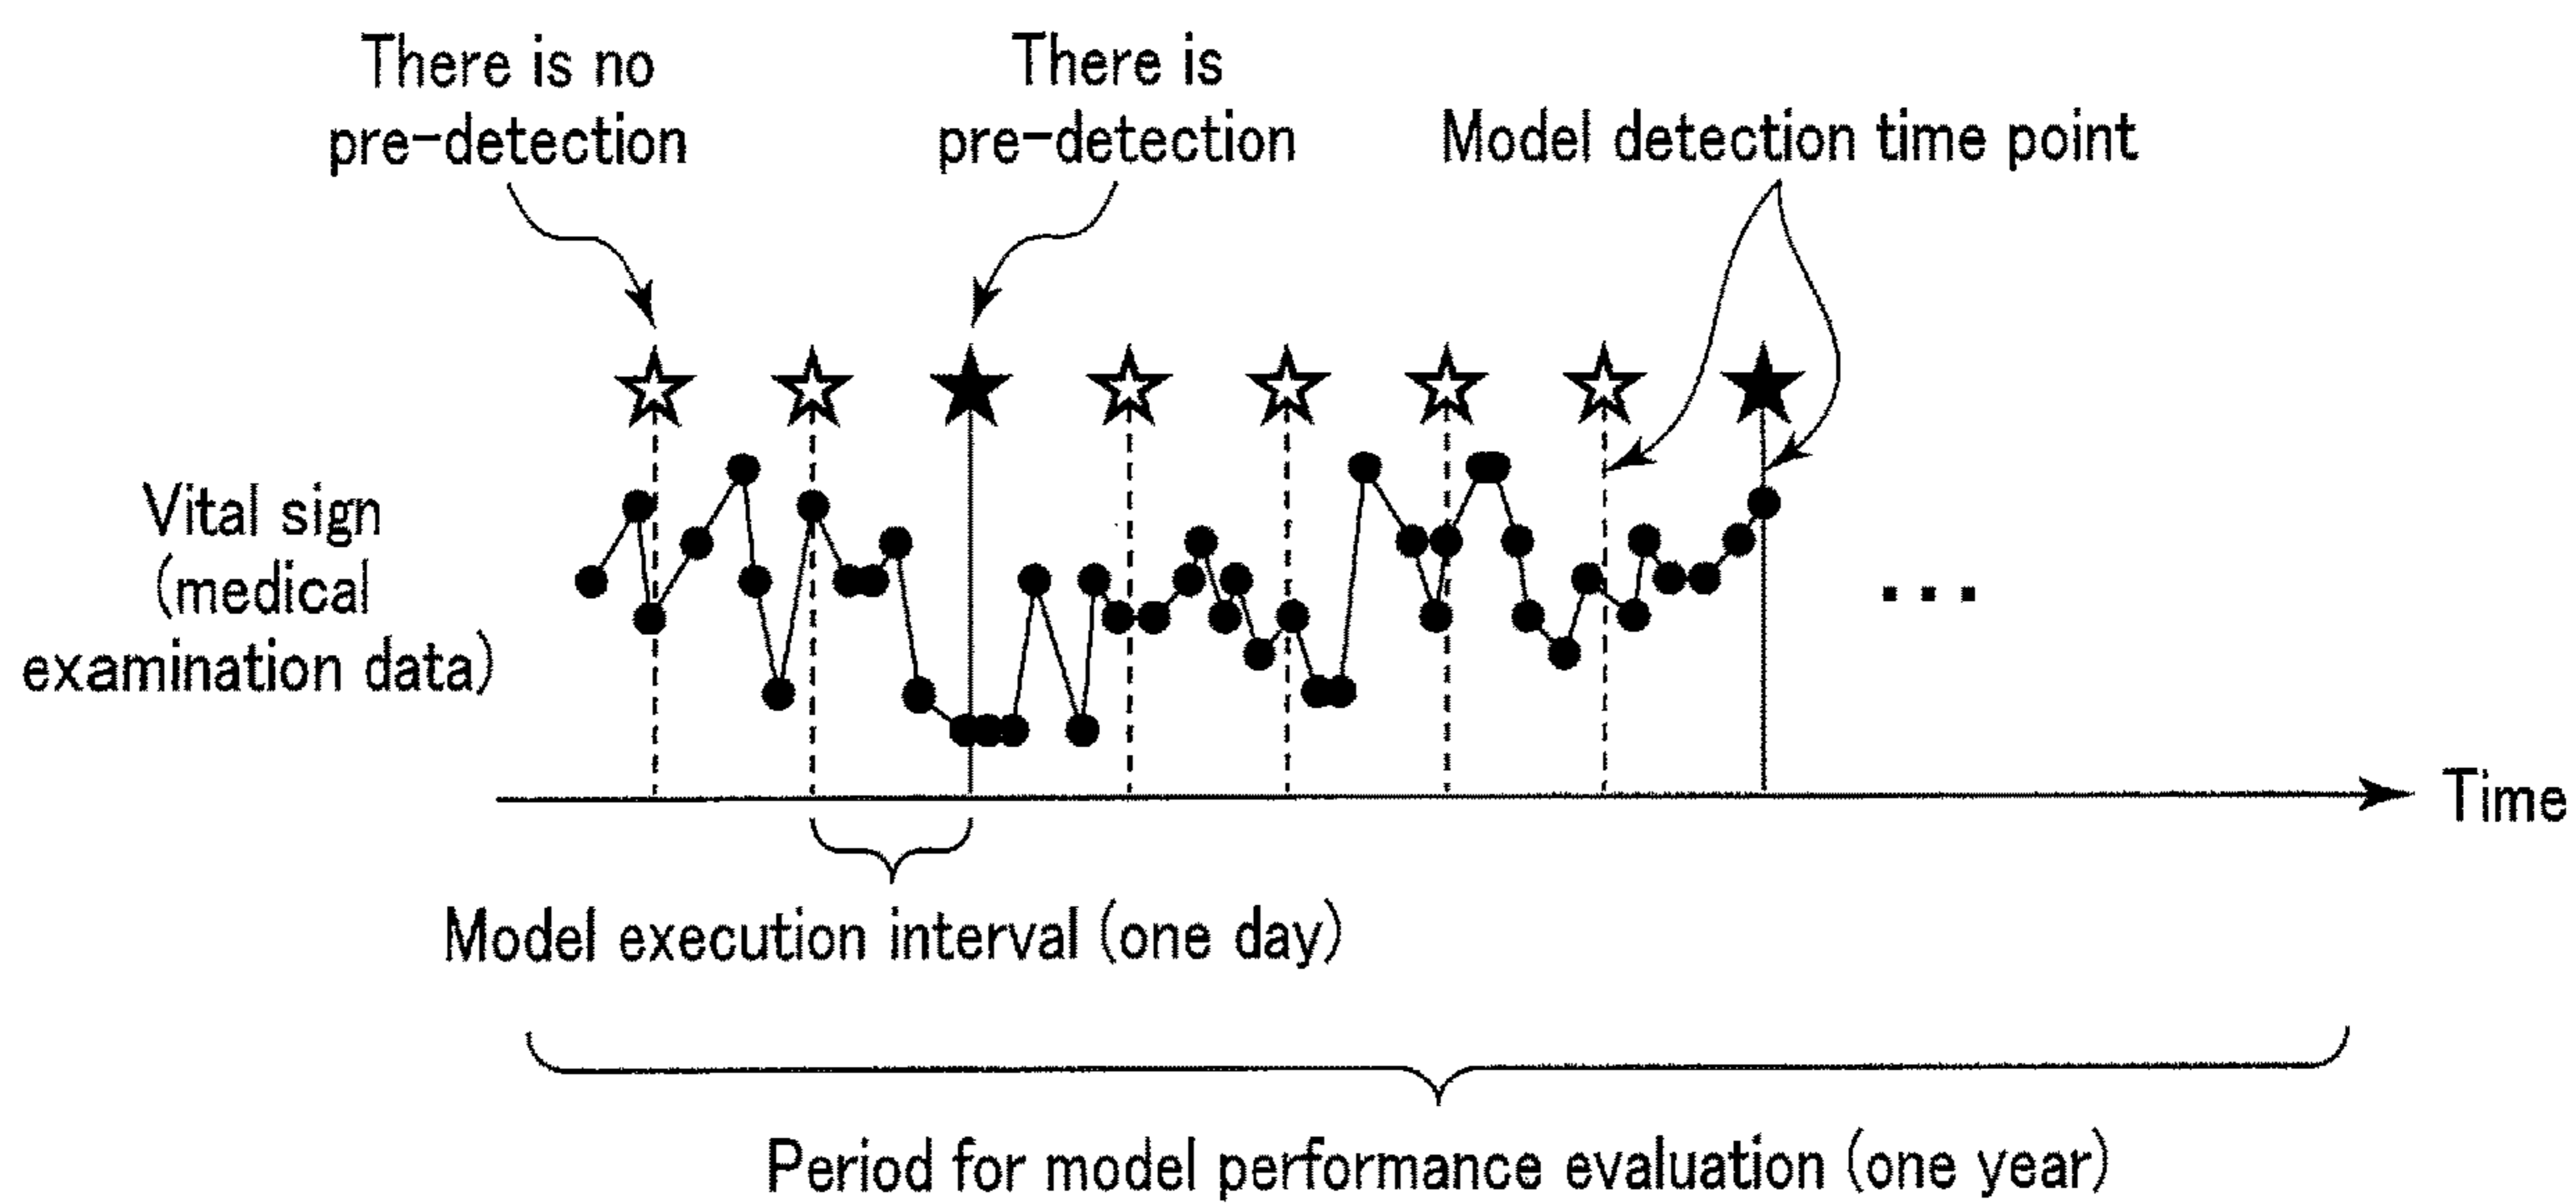 There is no
pre-detection
There is
pre-detection
Model detection time point
Vital sign
(medical
examination data)
...
Time
Model execution interval (one day)
Period for model performance evaluation (one year)